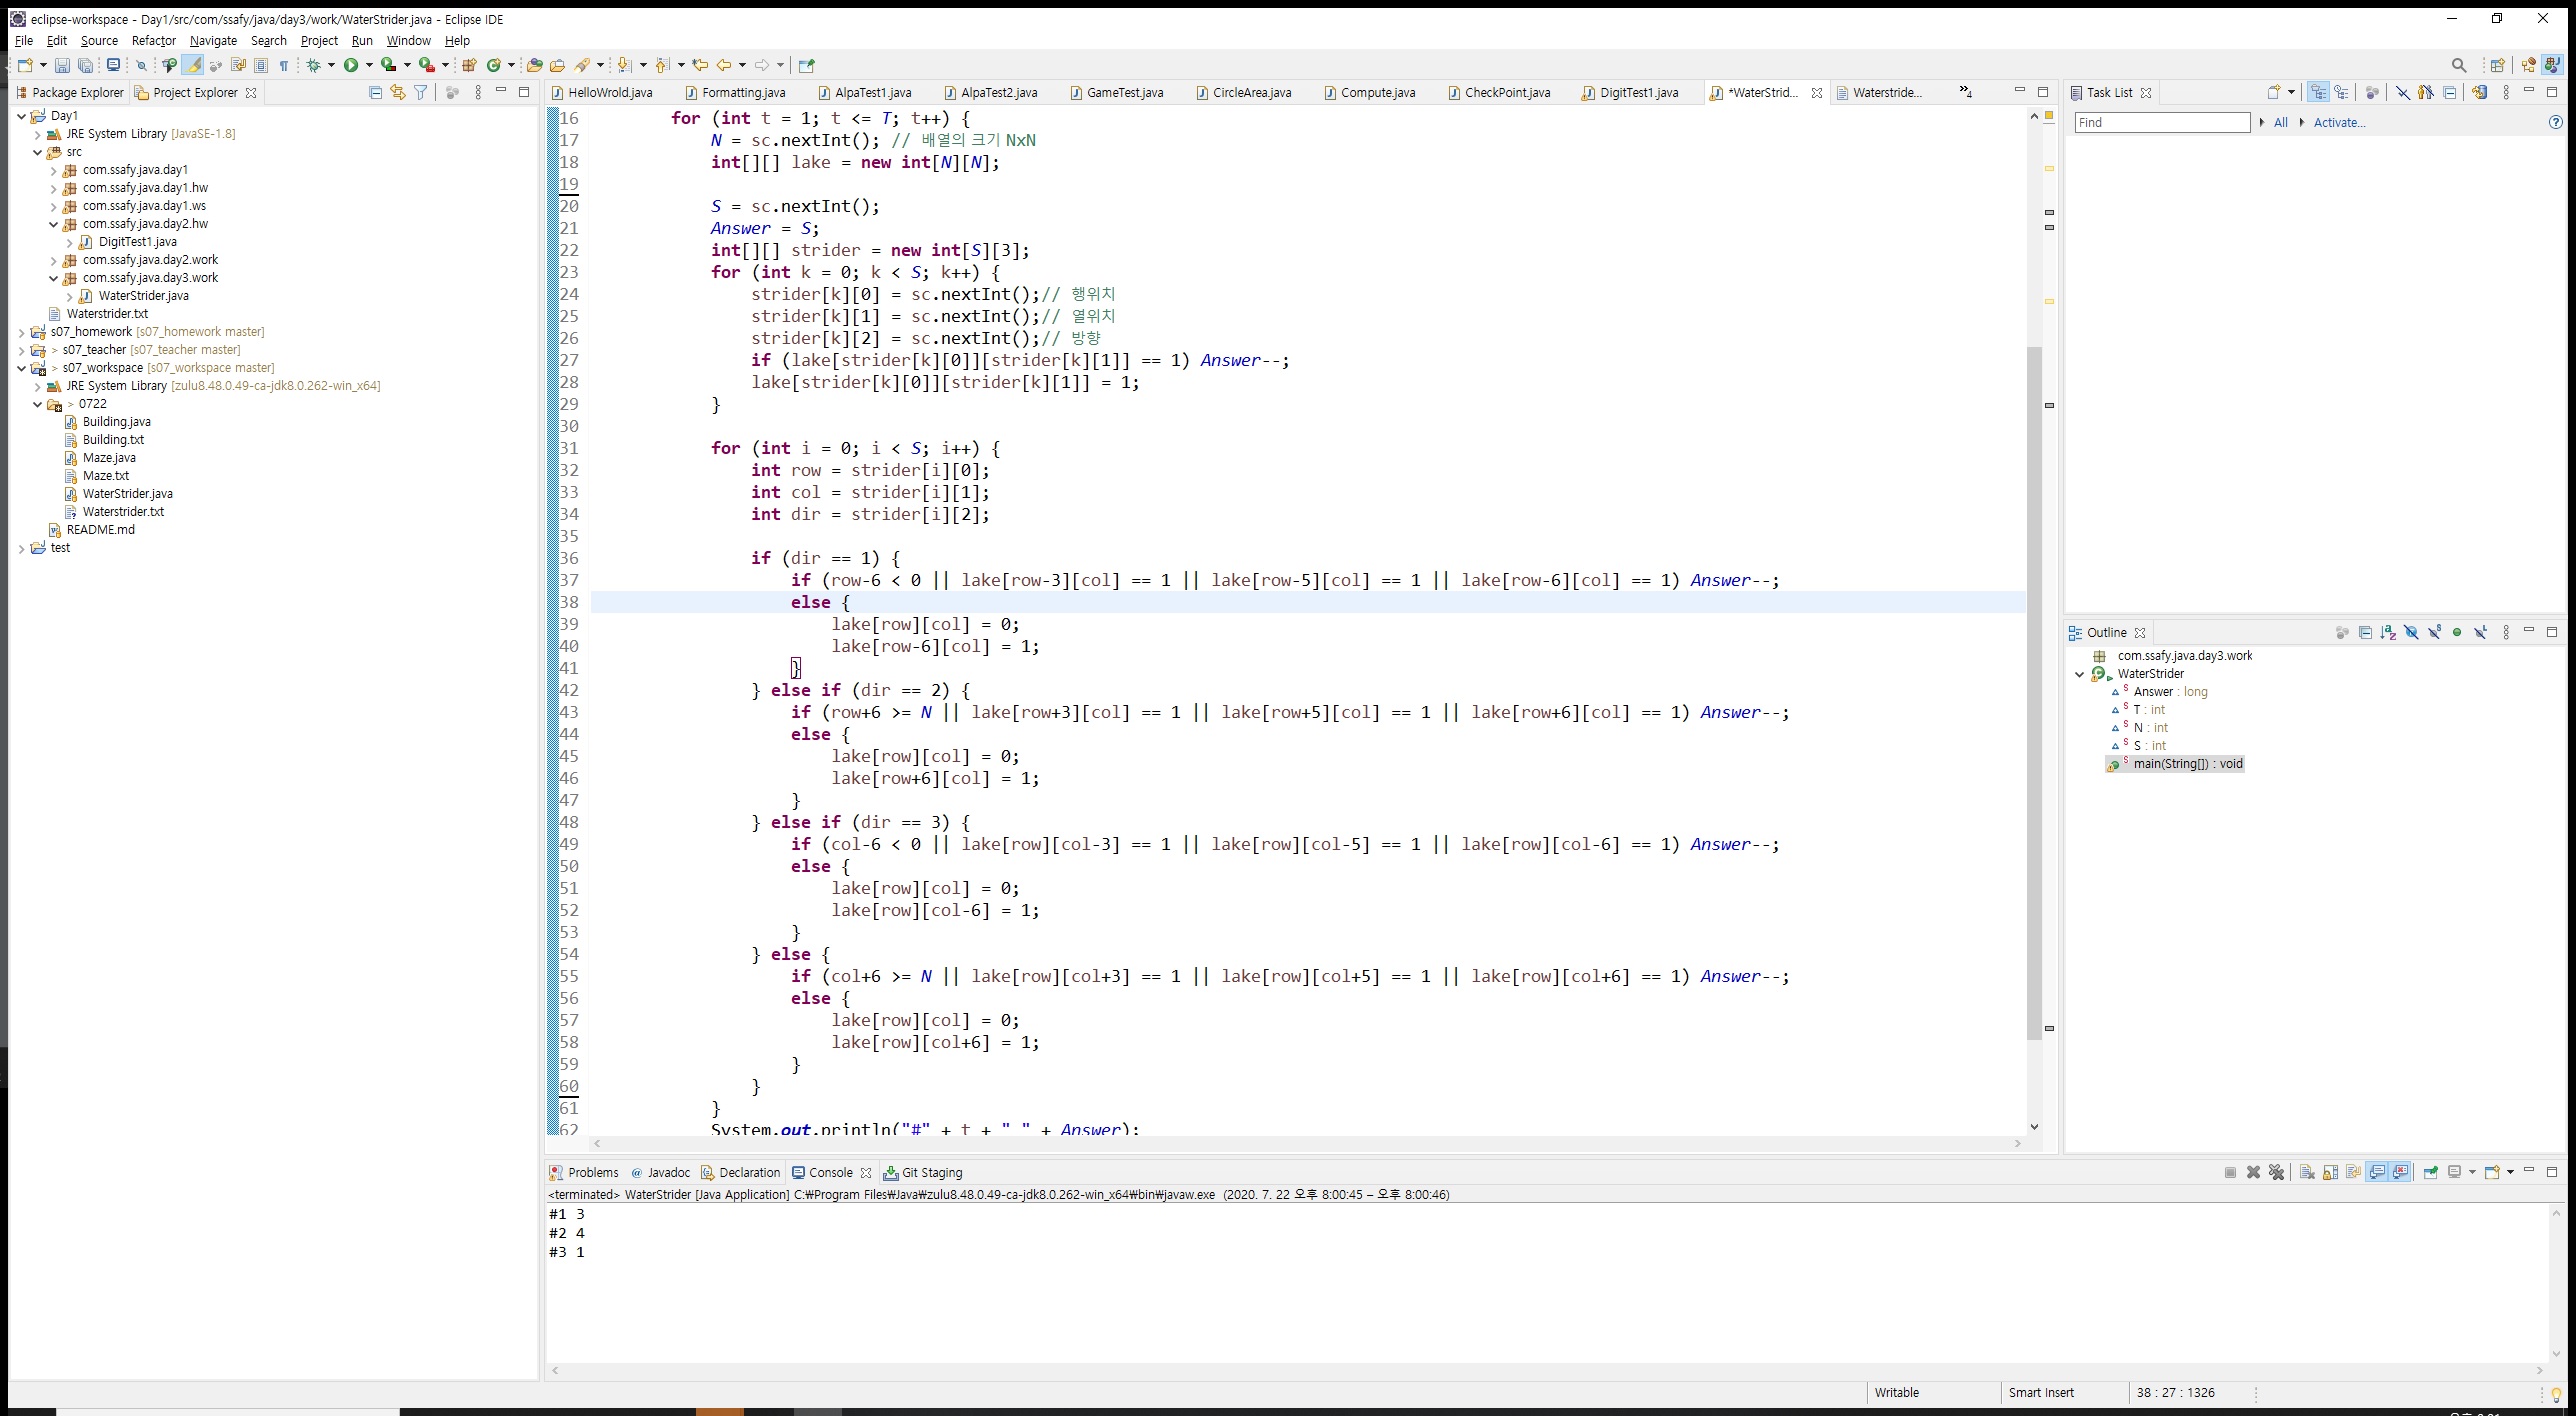 eclipse-workspace - Day1/src/com/ssafy/java/day3/work/WaterStrider.java - Eclipse IDE
File Edit Source Refactor Navigate Search Project Run Window Help
Package Explorer Project Explorer
Day1
JRE System Library [JavaSE-1.8]
src
com.ssafy.java.day1
com.ssafy.java.day1.hw
com.ssafy.java.day1.ws
com.ssafy.java.day2.hw
DigitTest1.java
com.ssafy.java.day2.work
com.ssafy.java.day3.work
WaterStrider.java
Waterstrider.txt
s07_homework [s07_homework master]
> s07_teacher [s07_teacher master]
> s07_workspace [s07_workspace master]
JRE System Library [zulu8.48.0.49-ca-jdk8.0.262-win_x64]
> 0722
Building.java
Building.txt
Maze.java
Maze.txt
WaterStrider.java
Waterstrider.txt
README.md
test
HelloWrold.java Formatting.java AlpaTest1.java AlpaTest2.java GameTest.java CircleArea.java Compute.java CheckPoint.java DigitTest1.java *WaterStrid... Waterstride... »4
16 for (int t = 1; t <= T; t++) {
17 N = sc.nextInt(); // 배열의 크기 NxN
18 int[][] lake = new int[N][N];
19
20 S = sc.nextInt();
21 Answer = S;
22 int[][] strider = new int[S][3];
23 for (int k = 0; k < S; k++) {
24 strider[k][0] = sc.nextInt();// 행위치
25 strider[k][1] = sc.nextInt();// 열위치
26 strider[k][2] = sc.nextInt();// 방향
27 if (lake[strider[k][0]][strider[k][1]] == 1) Answer--;
28 lake[strider[k][0]][strider[k][1]] = 1;
29 }
30
31 for (int i = 0; i < S; i++) {
32 int row = strider[i][0];
33 int col = strider[i][1];
34 int dir = strider[i][2];
35
36 if (dir == 1) {
37 if (row-6 < 0 || lake[row-3][col] == 1 || lake[row-5][col] == 1 || lake[row-6][col] == 1) Answer--;
38 else {
39 lake[row][col] = 0;
40 lake[row-6][col] = 1;
41 }
42 } else if (dir == 2) {
43 if (row+6 >= N || lake[row+3][col] == 1 || lake[row+5][col] == 1 || lake[row+6][col] == 1) Answer--;
44 else {
45 lake[row][col] = 0;
46 lake[row+6][col] = 1;
47 }
48 } else if (dir == 3) {
49 if (col-6 < 0 || lake[row][col-3] == 1 || lake[row][col-5] == 1 || lake[row][col-6] == 1) Answer--;
50 else {
51 lake[row][col] = 0;
52 lake[row][col-6] = 1;
53 }
54 } else {
55 if (col+6 >= N || lake[row][col+3] == 1 || lake[row][col+5] == 1 || lake[row][col+6] == 1) Answer--;
56 else {
57 lake[row][col] = 0;
58 lake[row][col+6] = 1;
59 }
60 }
61 }
62 System.out.println("#" + t + " " + Answer);
Task List
Find All Activate...
Outline
com.ssafy.java.day3.work
WaterStrider
Answer : long
T : int
N : int
S : int
main(String[]) : void
Problems @ Javadoc Declaration Console Git Staging
<terminated> WaterStrider [Java Application] C:₩Program Files₩Java₩zulu8.48.0.49-ca-jdk8.0.262-win_x64₩bin₩javaw.exe (2020. 7. 22 오후 8:00:45 – 오후 8:00:46)
#1 3
#2 4
#3 1
Writable Smart Insert 38 : 27 : 1326